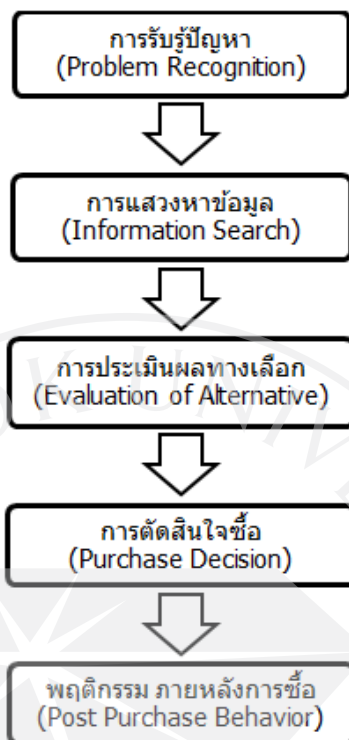 การรับรู้ปัญหา
(Problem Recognition)
การแสวงหาข้อมูล
(Information Search)
การประเมินผลทางเลือก
(Evaluation of Alternative)
การตัดสินใจซื้อ
(Purchase Decision)
พฤติกรรม ภายหลังการซื้อ
(Post Purchase Behavior)